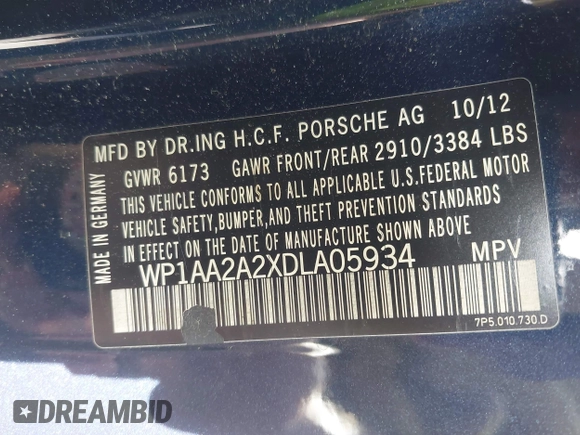 MFD BY DR.ING H.C.F. PORSCHE AG 10/12
GVWR 6173 GAWR FRONT/REAR 2910/3384 LBS
THIS VEHICLE CONFORMS TO ALL APPLICABLE U.S.FEDERAL MOTOR
VEHICLE SAFETY,BUMPER,AND THEFT PREVENTION STANDARDS
IN EFFECT ON THE DATE OF MANUFACTURE SHOWN ABOVE
WP1AA2A2XDLA05934 MPV
7P5.010.730.D
MADE IN GERMANY
DREAMBID